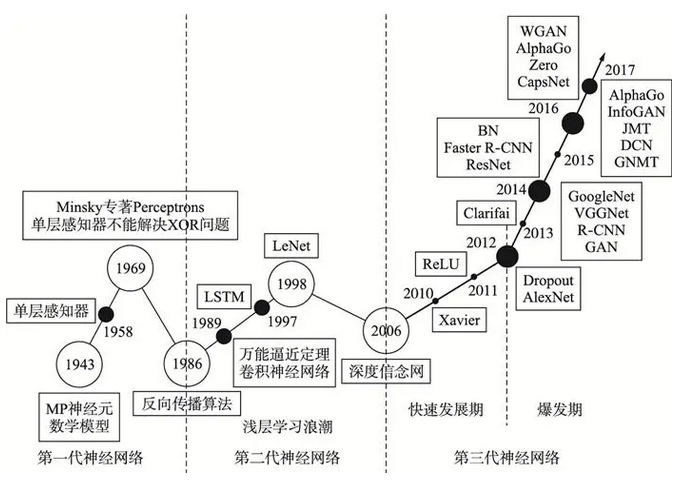 WGAN
AlphaGo
Zero
CapsNet
2017
2016
AlphaGo
InfoGAN
JMT
DCN
GNMT
BN
Faster R-CNN
ResNet
2015
2014
GoogleNet
VGGNet
R-CNN
GAN
Clarifai
2013
2012
Minsky专著Perceptrons
单层感知器不能解决XOR问题
LeNet
ReLU
Dropout
AlexNet
1969
1998
LSTM
2010
2011
Xavier
单层感知器
1958
1989
1997
2006
1943
1986
万能逼近定理
卷积神经网络
深度信念网
MP神经元
数学模型
反向传播算法
浅层学习浪潮
快速发展期
爆发期
第一代神经网络
第二代神经网络
第三代神经网络